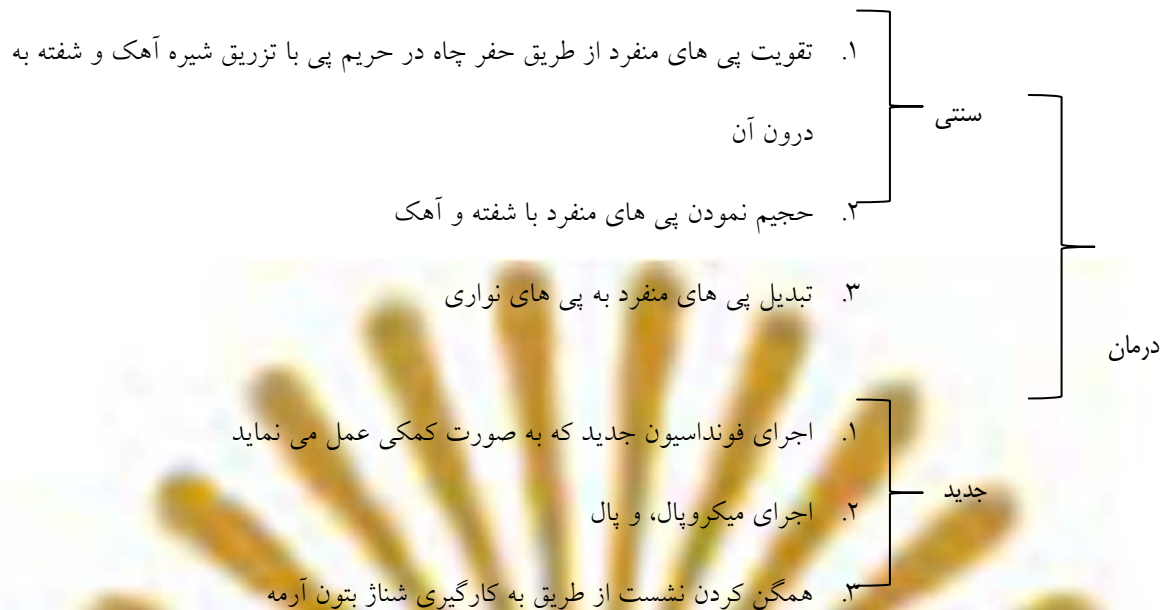 ۱. تقویت پی های منفرد از طریق حفر چاه در حریم پی با تزریق شیره آهک و شفته به
درون آن
سنتی
۲. حجیم نمودن پی های منفرد با شفته و آهک
۳. تبدیل پی های منفرد به پی های نواری
درمان
۱. اجرای فونداسیون جدید که به صورت کمکی عمل می نماید
جدید
۲. اجرای میکروپال، و پال
۳. همگن کردن نشست از طریق به کارگیری شناژ بتون آرمه